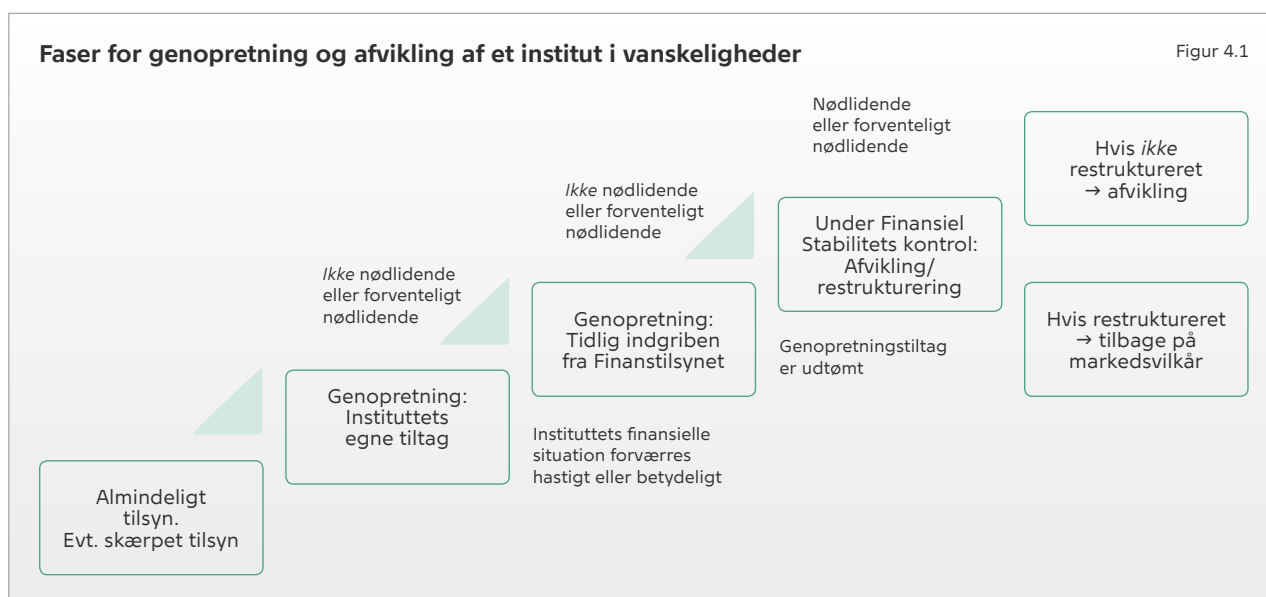 Faser for genopretning og afvikling af et institut i vanskeligheder
Figur 4.1
Almindeligt
tilsyn.
Evt. skærpet tilsyn
Genopretning:
Instituttets
egne tiltag
Ikke nødlidende
eller forventeligt
nødlidende
Genopretning:
Tidlig indgriben
fra Finanstilsynet
Instituttets finansielle
situation forværres
hastigt eller betydeligt
Ikke nødlidende
eller forventeligt
nødlidende
Under Finansiel
Stabilitets kontrol:
Afvikling/
restrukturering
Genopretningstiltag
er udtømt
Nødlidende
eller forventeligt
nødlidende
Hvis ikke
restruktureret
→ afvikling
Hvis restruktureret
→ tilbage på
markedsvilkår